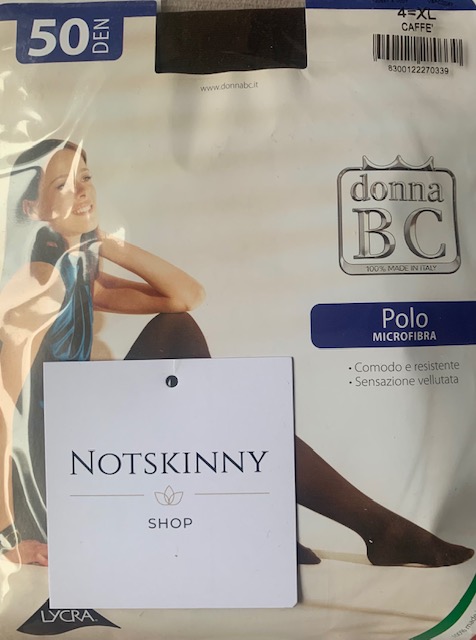 50 DEN
4=XL
CAFFE'
8300122270339
www.donnabc.it
donna
BC
100% MADE IN ITALY
Polo
MICROFIBRA
• Comodo e resistente
• Sensazione vellutata
NOTSKINNY
SHOP
LYCRA